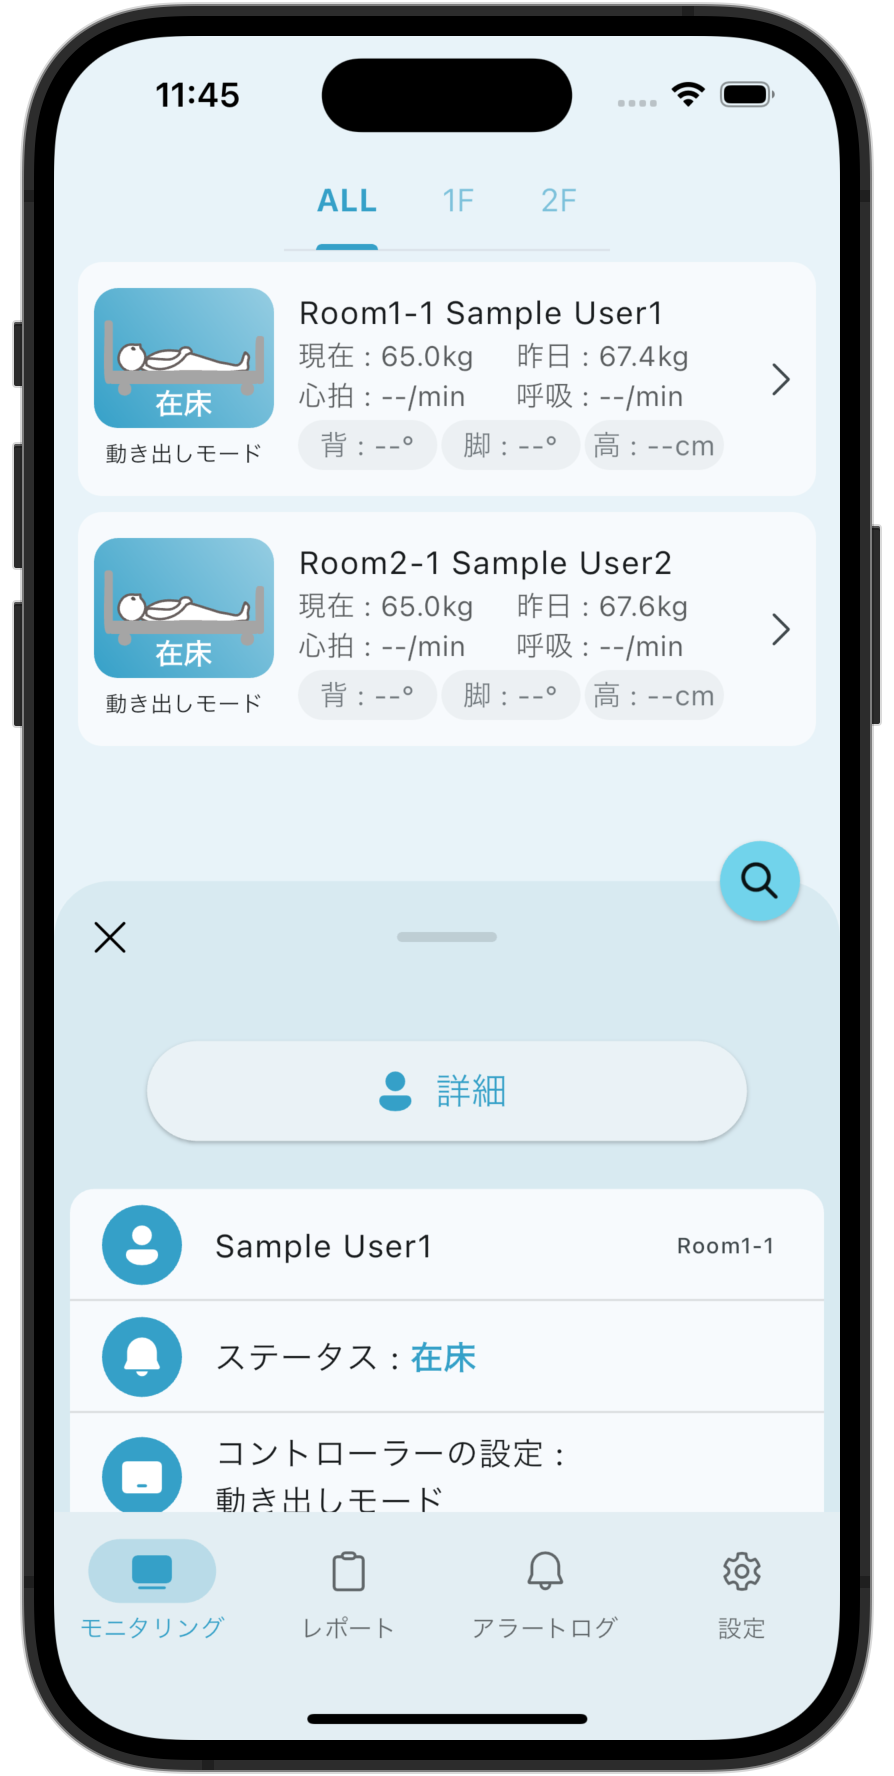 11:45
ALL 1F 2F
Room1-1 Sample User1
現在 : 65.0kg 昨日 : 67.4kg
心拍 : --/min 呼吸 : --/min
背 : --° 脚 : --° 高 : --cm
在床
動き出しモード
Room2-1 Sample User2
現在 : 65.0kg 昨日 : 67.6kg
心拍 : --/min 呼吸 : --/min
背 : --° 脚 : --° 高 : --cm
在床
動き出しモード
詳細
Sample User1 Room1-1
ステータス : 在床
コントローラーの設定 :
動き出しモード
モニタリング レポート アラートログ 設定